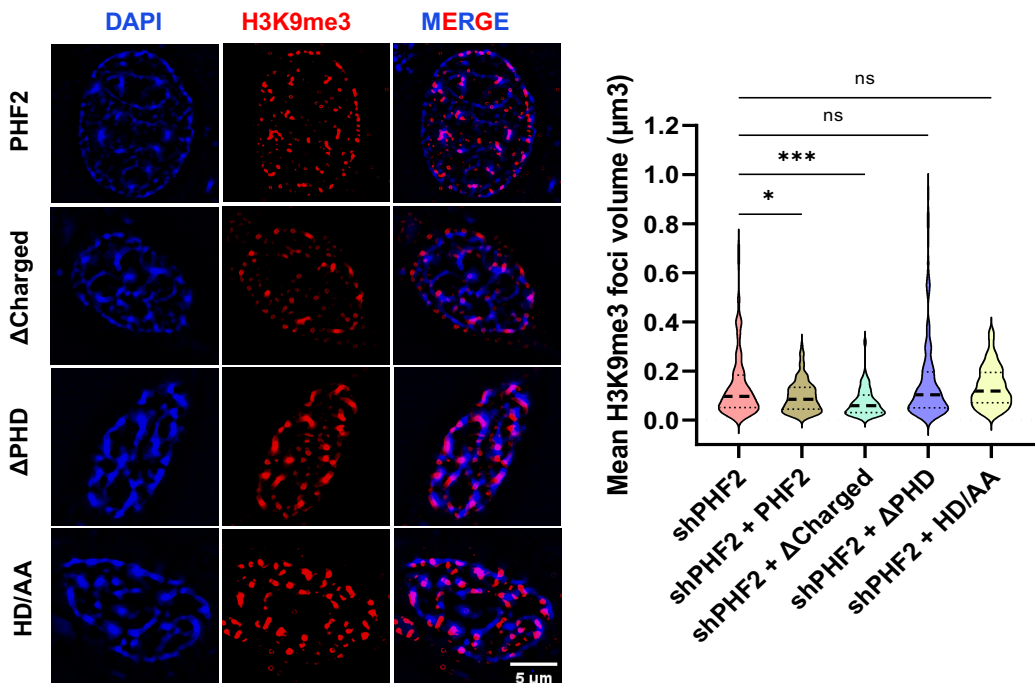 DAPI H3K9me3 MERGE
PHF2
ΔCharged
ΔPHD
HD/AA
5 µm
Mean H3K9me3 foci volume (µm3)
ns
ns
***
*
1.2
1.0
0.8
0.6
0.4
0.2
0.0
shPHF2
shPHF2 + PHF2
shPHF2 + ΔCharged
shPHF2 + ΔPHD
shPHF2 + HD/AA